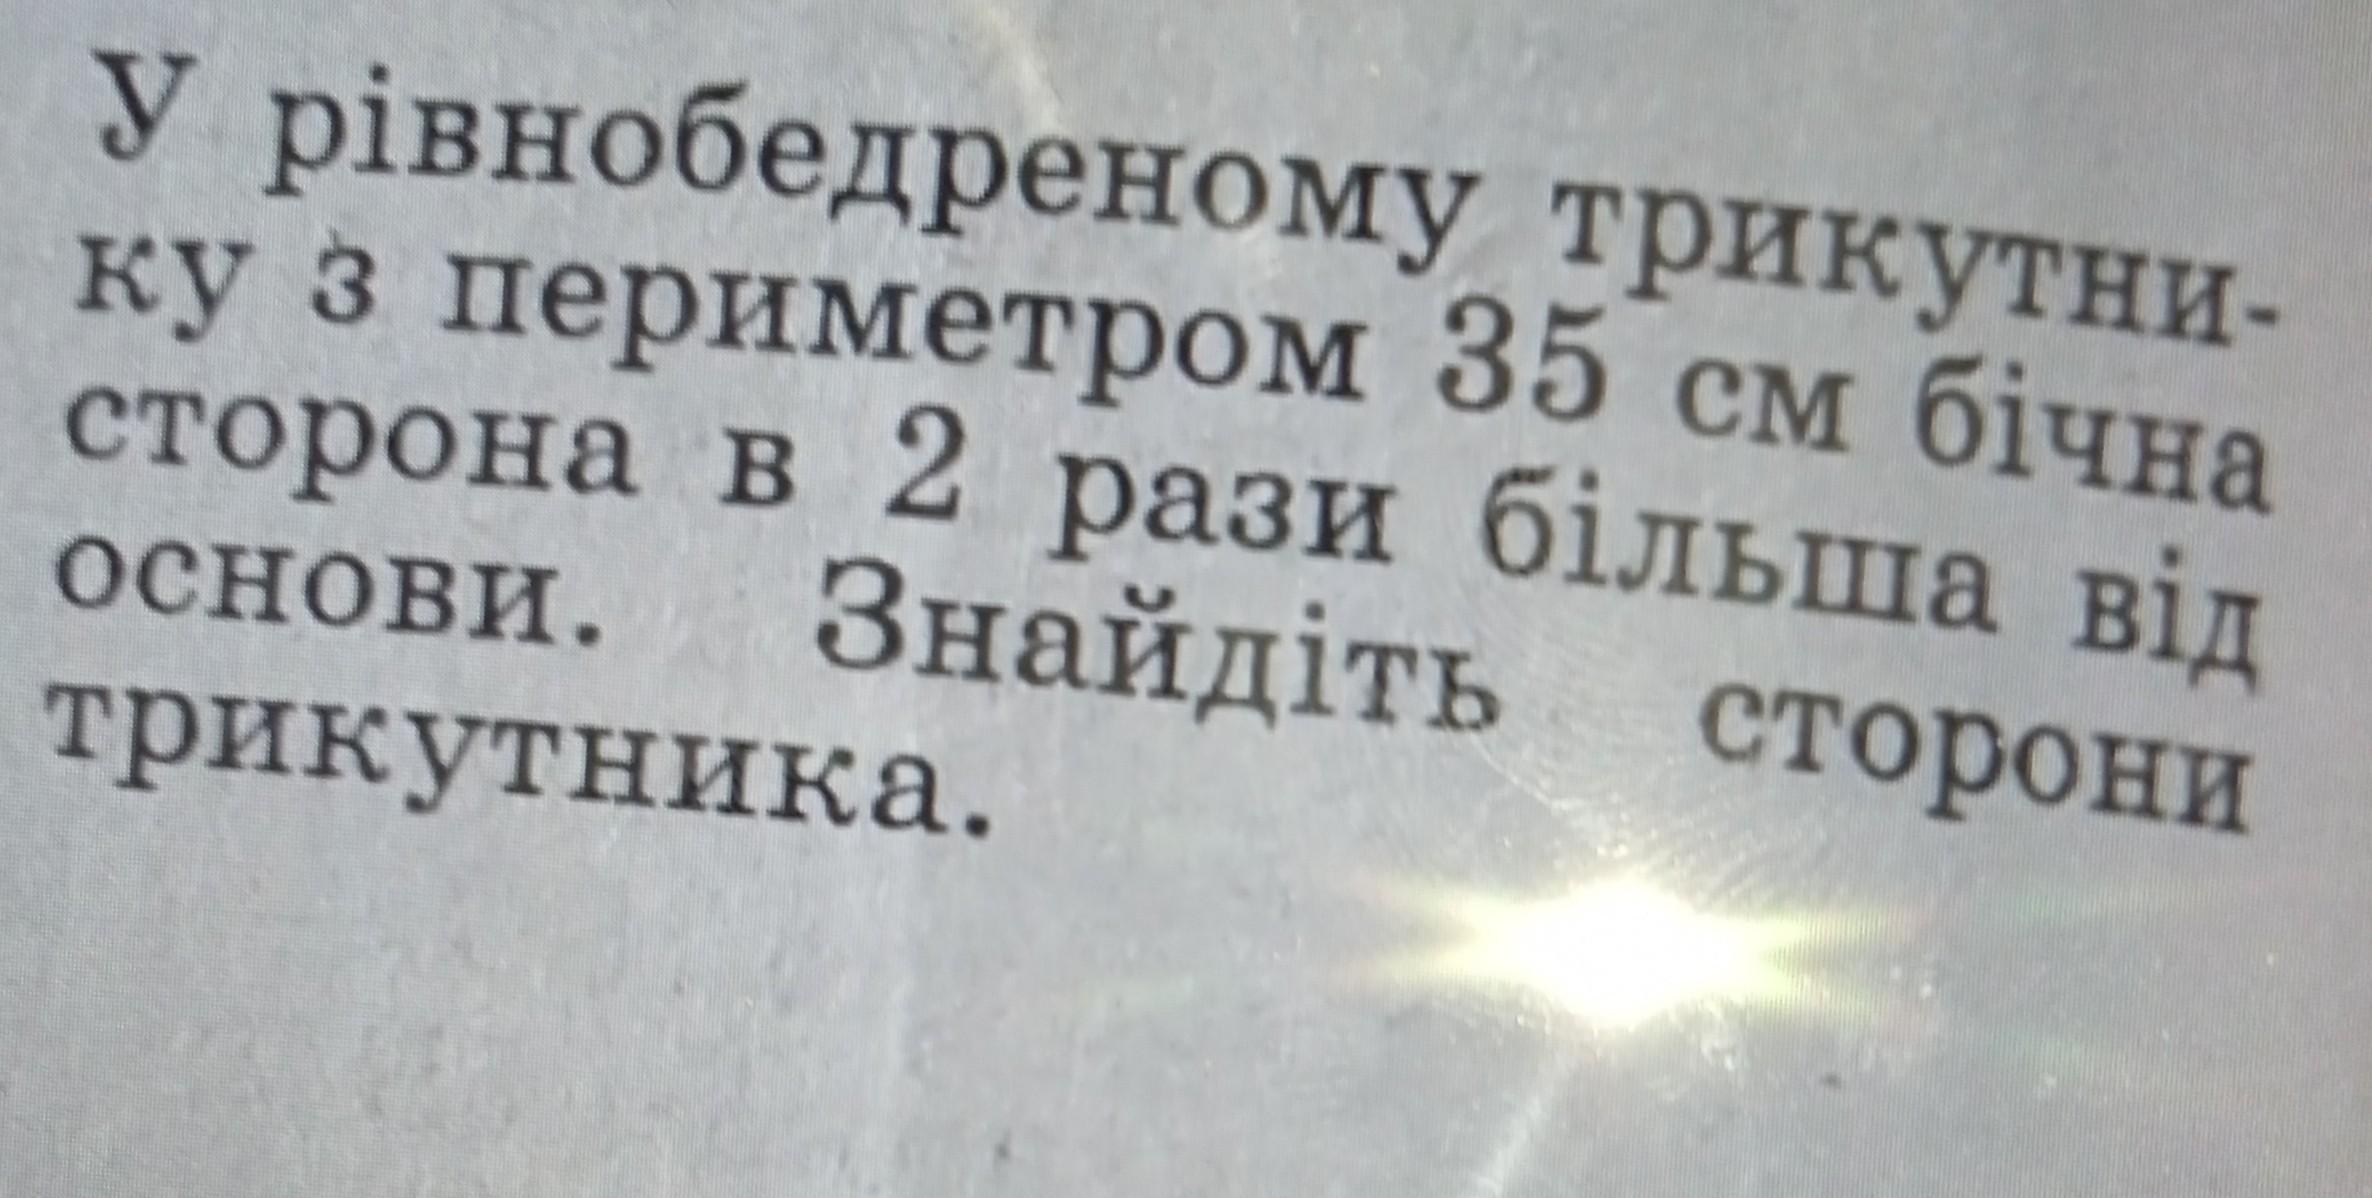 У рівнобедреному трикутни-
ку з периметром 35 см бічна
сторона в 2 рази більша від
основи. Знайдіть сторони
трикутника.